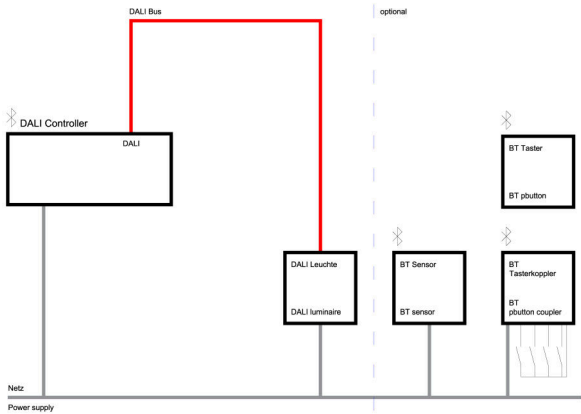 DALI Bus
optional
DALI Controller
DALI
BT Taster
BT pbutton
DALI Leuchte
DALI luminaire
BT Sensor
BT sensor
BT
Tasterkoppler
BT
pbutton coupler
Netz
Power supply